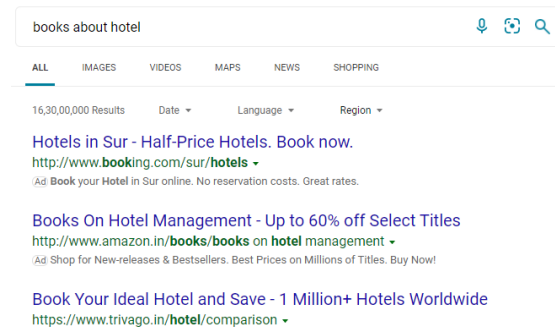 books about hotel
ALL IMAGES VIDEOS MAPS NEWS SHOPPING
16,30,00,000 Results Date Language Region
Hotels in Sur - Half-Price Hotels. Book now.
http://www.booking.com/sur/hotels
Ad Book your Hotel in Sur online. No reservation costs. Great rates.
Books On Hotel Management - Up to 60% off Select Titles
http://www.amazon.in/books/books on hotel management
Ad Shop for New-releases & Bestsellers. Best Prices on Millions of Titles. Buy Now!
Book Your Ideal Hotel and Save - 1 Million+ Hotels Worldwide
https://www.trivago.in/hotel/comparison